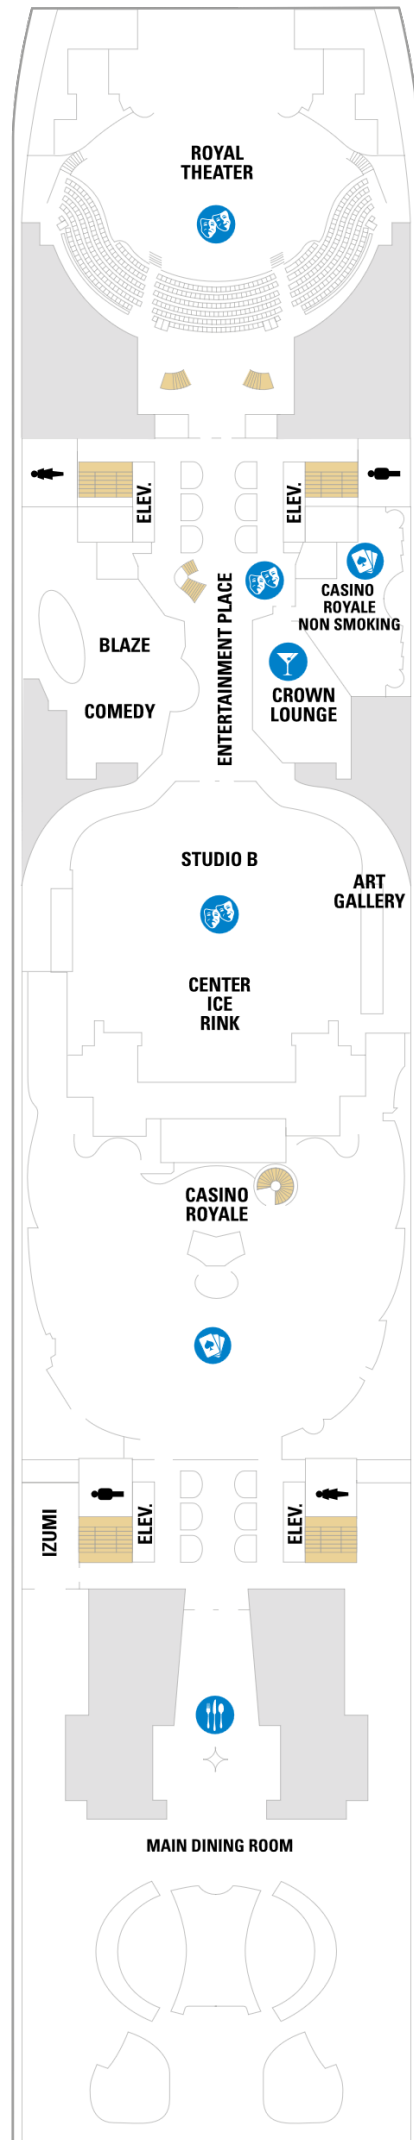 ROYAL
THEATER
ELEV.
ELEV.
CASINO
ROYALE
NON SMOKING
BLAZE
COMEDY
ENTERTAINMENT PLACE
CROWN
LOUNGE
STUDIO B
ART
GALLERY
CENTER
ICE
RINK
CASINO
ROYALE
IZUMI
ELEV.
ELEV.
MAIN DINING ROOM